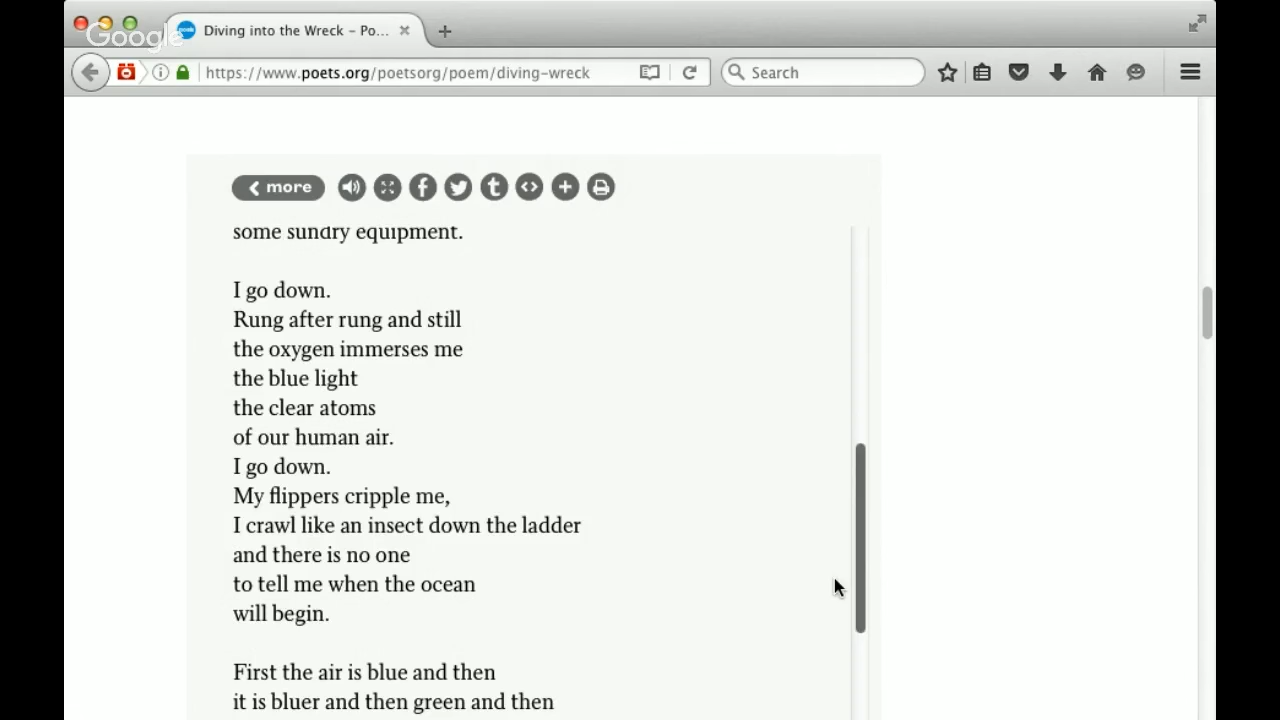 Google
Diving into the Wreck – Po...
https://www.poets.org/poetsorg/poem/diving-wreck
Search
more
some sundry equipment.
I go down.
Rung after rung and still
the oxygen immerses me
the blue light
the clear atoms
of our human air.
I go down.
My flippers cripple me,
I crawl like an insect down the ladder
and there is no one
to tell me when the ocean
will begin.
First the air is blue and then
it is bluer and then green and then